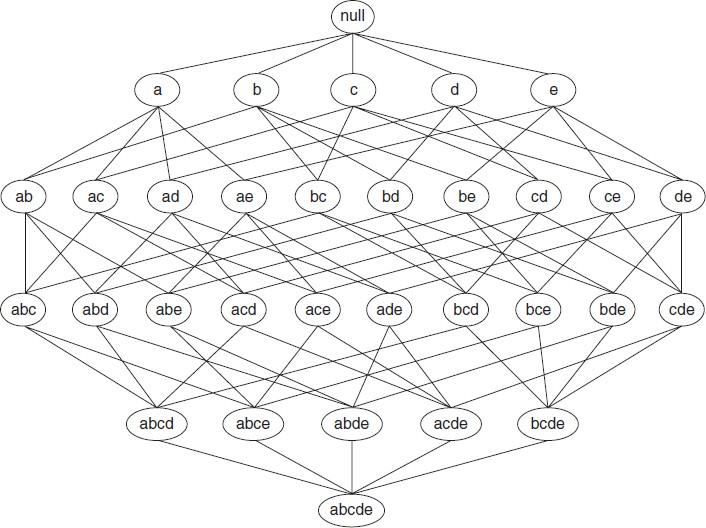 null
a b c d e
ab ac ad ae bc bd be cd ce de
abc abd abe acd ace ade bcd bce bde cde
abcd abce abde acde bcde
abcde